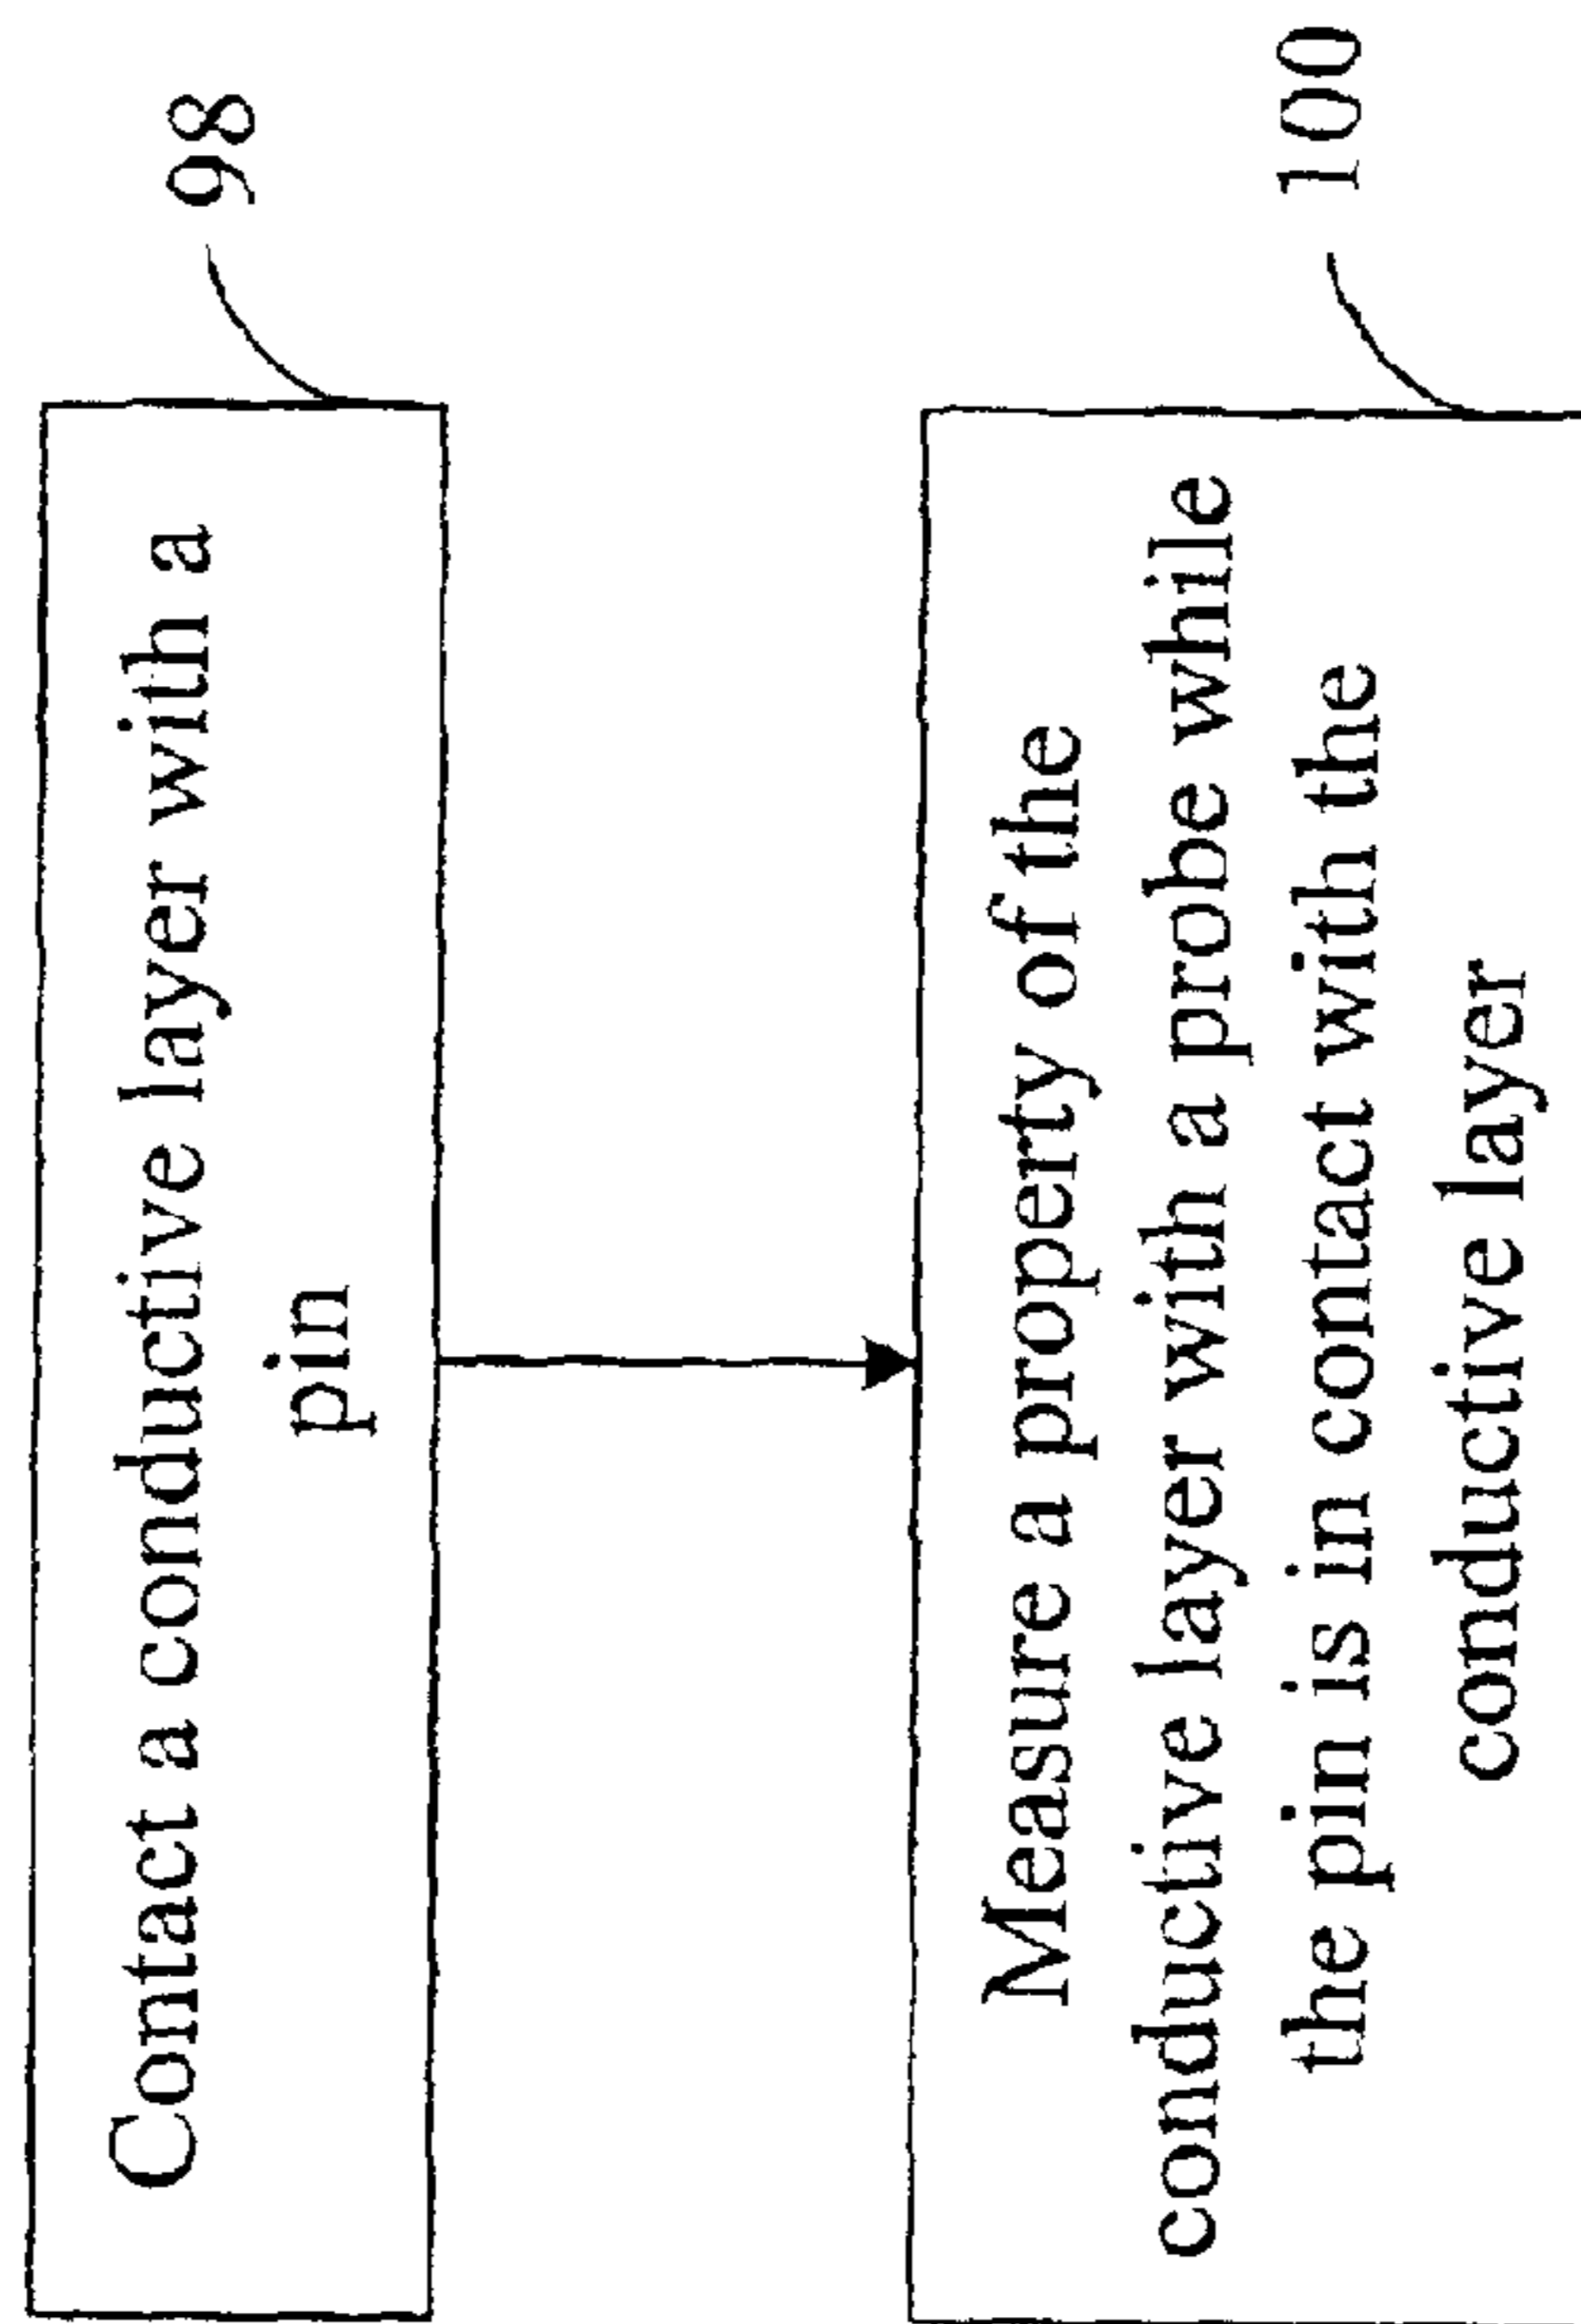 Contact a conductive layer with a
pin
98
Measure a property of the
conductive layer with a probe while
the pin is in contact with the
conductive layer
100